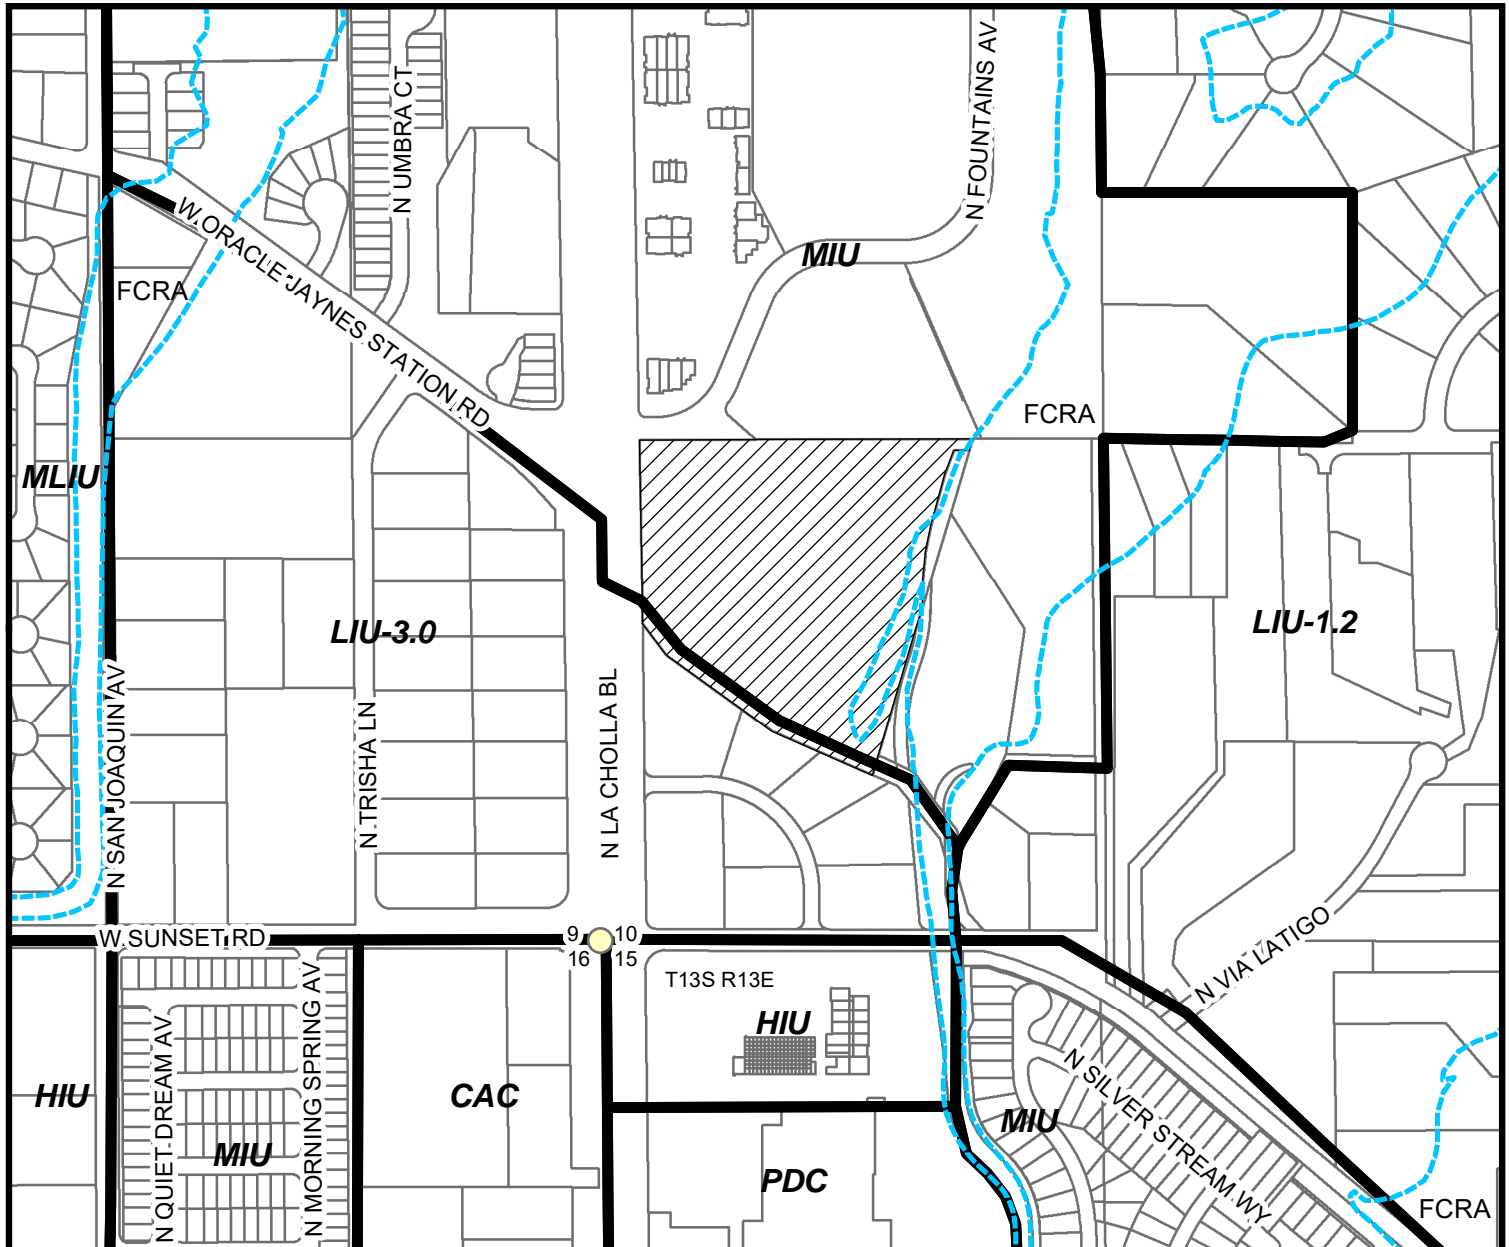 N UMBRA CT
N FOUNTAINS AV
W ORACLE JAYNES STATION RD
MIU
FCRA
FCRA
MLIU
LIU-3.0
LIU-1.2
N SAN JOAQUIN AV
N TRISHA LN
N LA CHOLLA BL
W SUNSET RD
9 10
16 15
T13S R13E
N VIA LATIGO
HIU
HIU
N QUIET DREAM AV
N MORNING SPRING AV
CAC
MIU
MIU
N SILVER STREAM WY
PDC
FCRA